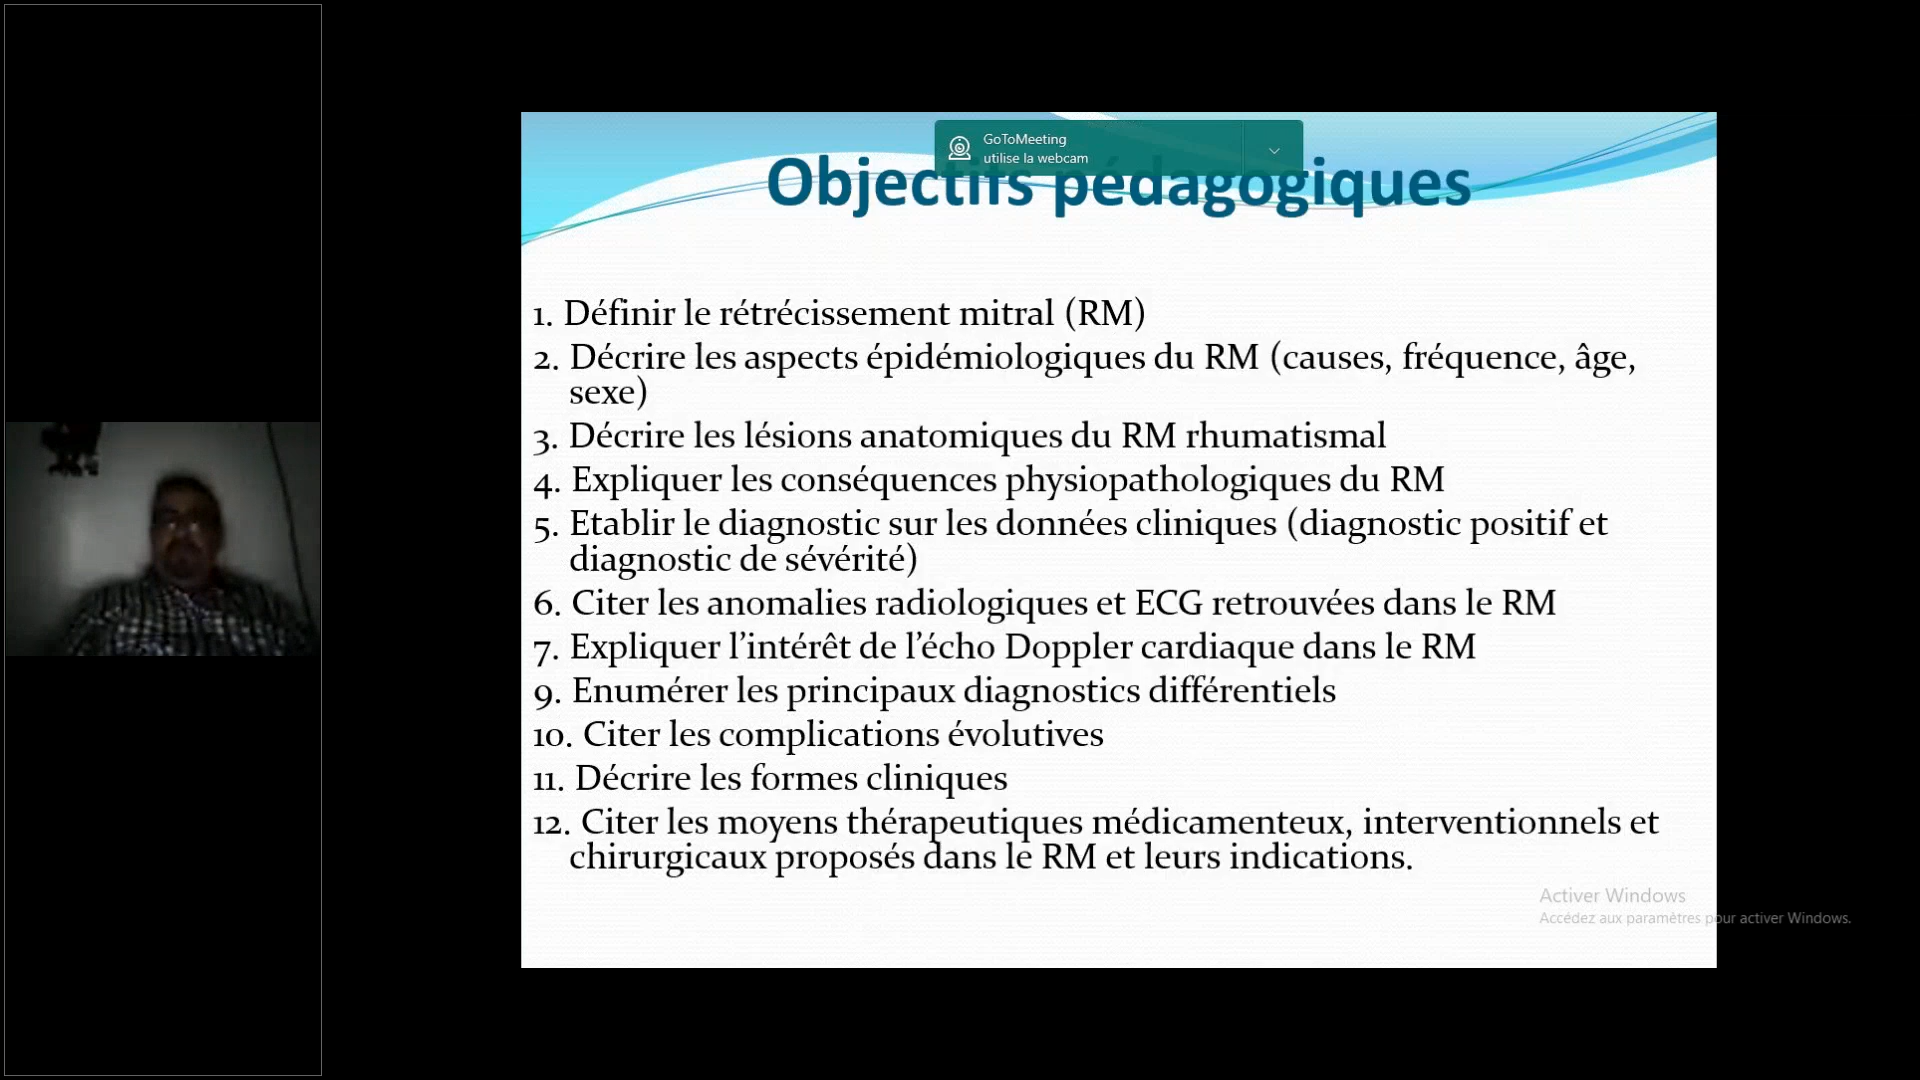 GoToMeeting
utilise la webcam
Objectifs pédagogiques
1. Définir le rétrécissement mitral (RM)
2. Décrire les aspects épidémiologiques du RM (causes, fréquence, âge,
sexe)
3. Décrire les lésions anatomiques du RM rhumatismal
4. Expliquer les conséquences physiopathologiques du RM
5. Etablir le diagnostic sur les données cliniques (diagnostic positif et
diagnostic de sévérité)
6. Citer les anomalies radiologiques et ECG retrouvées dans le RM
7. Expliquer l’intérêt de l’écho Doppler cardiaque dans le RM
9. Enumérer les principaux diagnostics différentiels
10. Citer les complications évolutives
11. Décrire les formes cliniques
12. Citer les moyens thérapeutiques médicamenteux, interventionnels et
chirurgicaux proposés dans le RM et leurs indications.
Activer Windows
Accédez aux paramètres pour activer Windows.